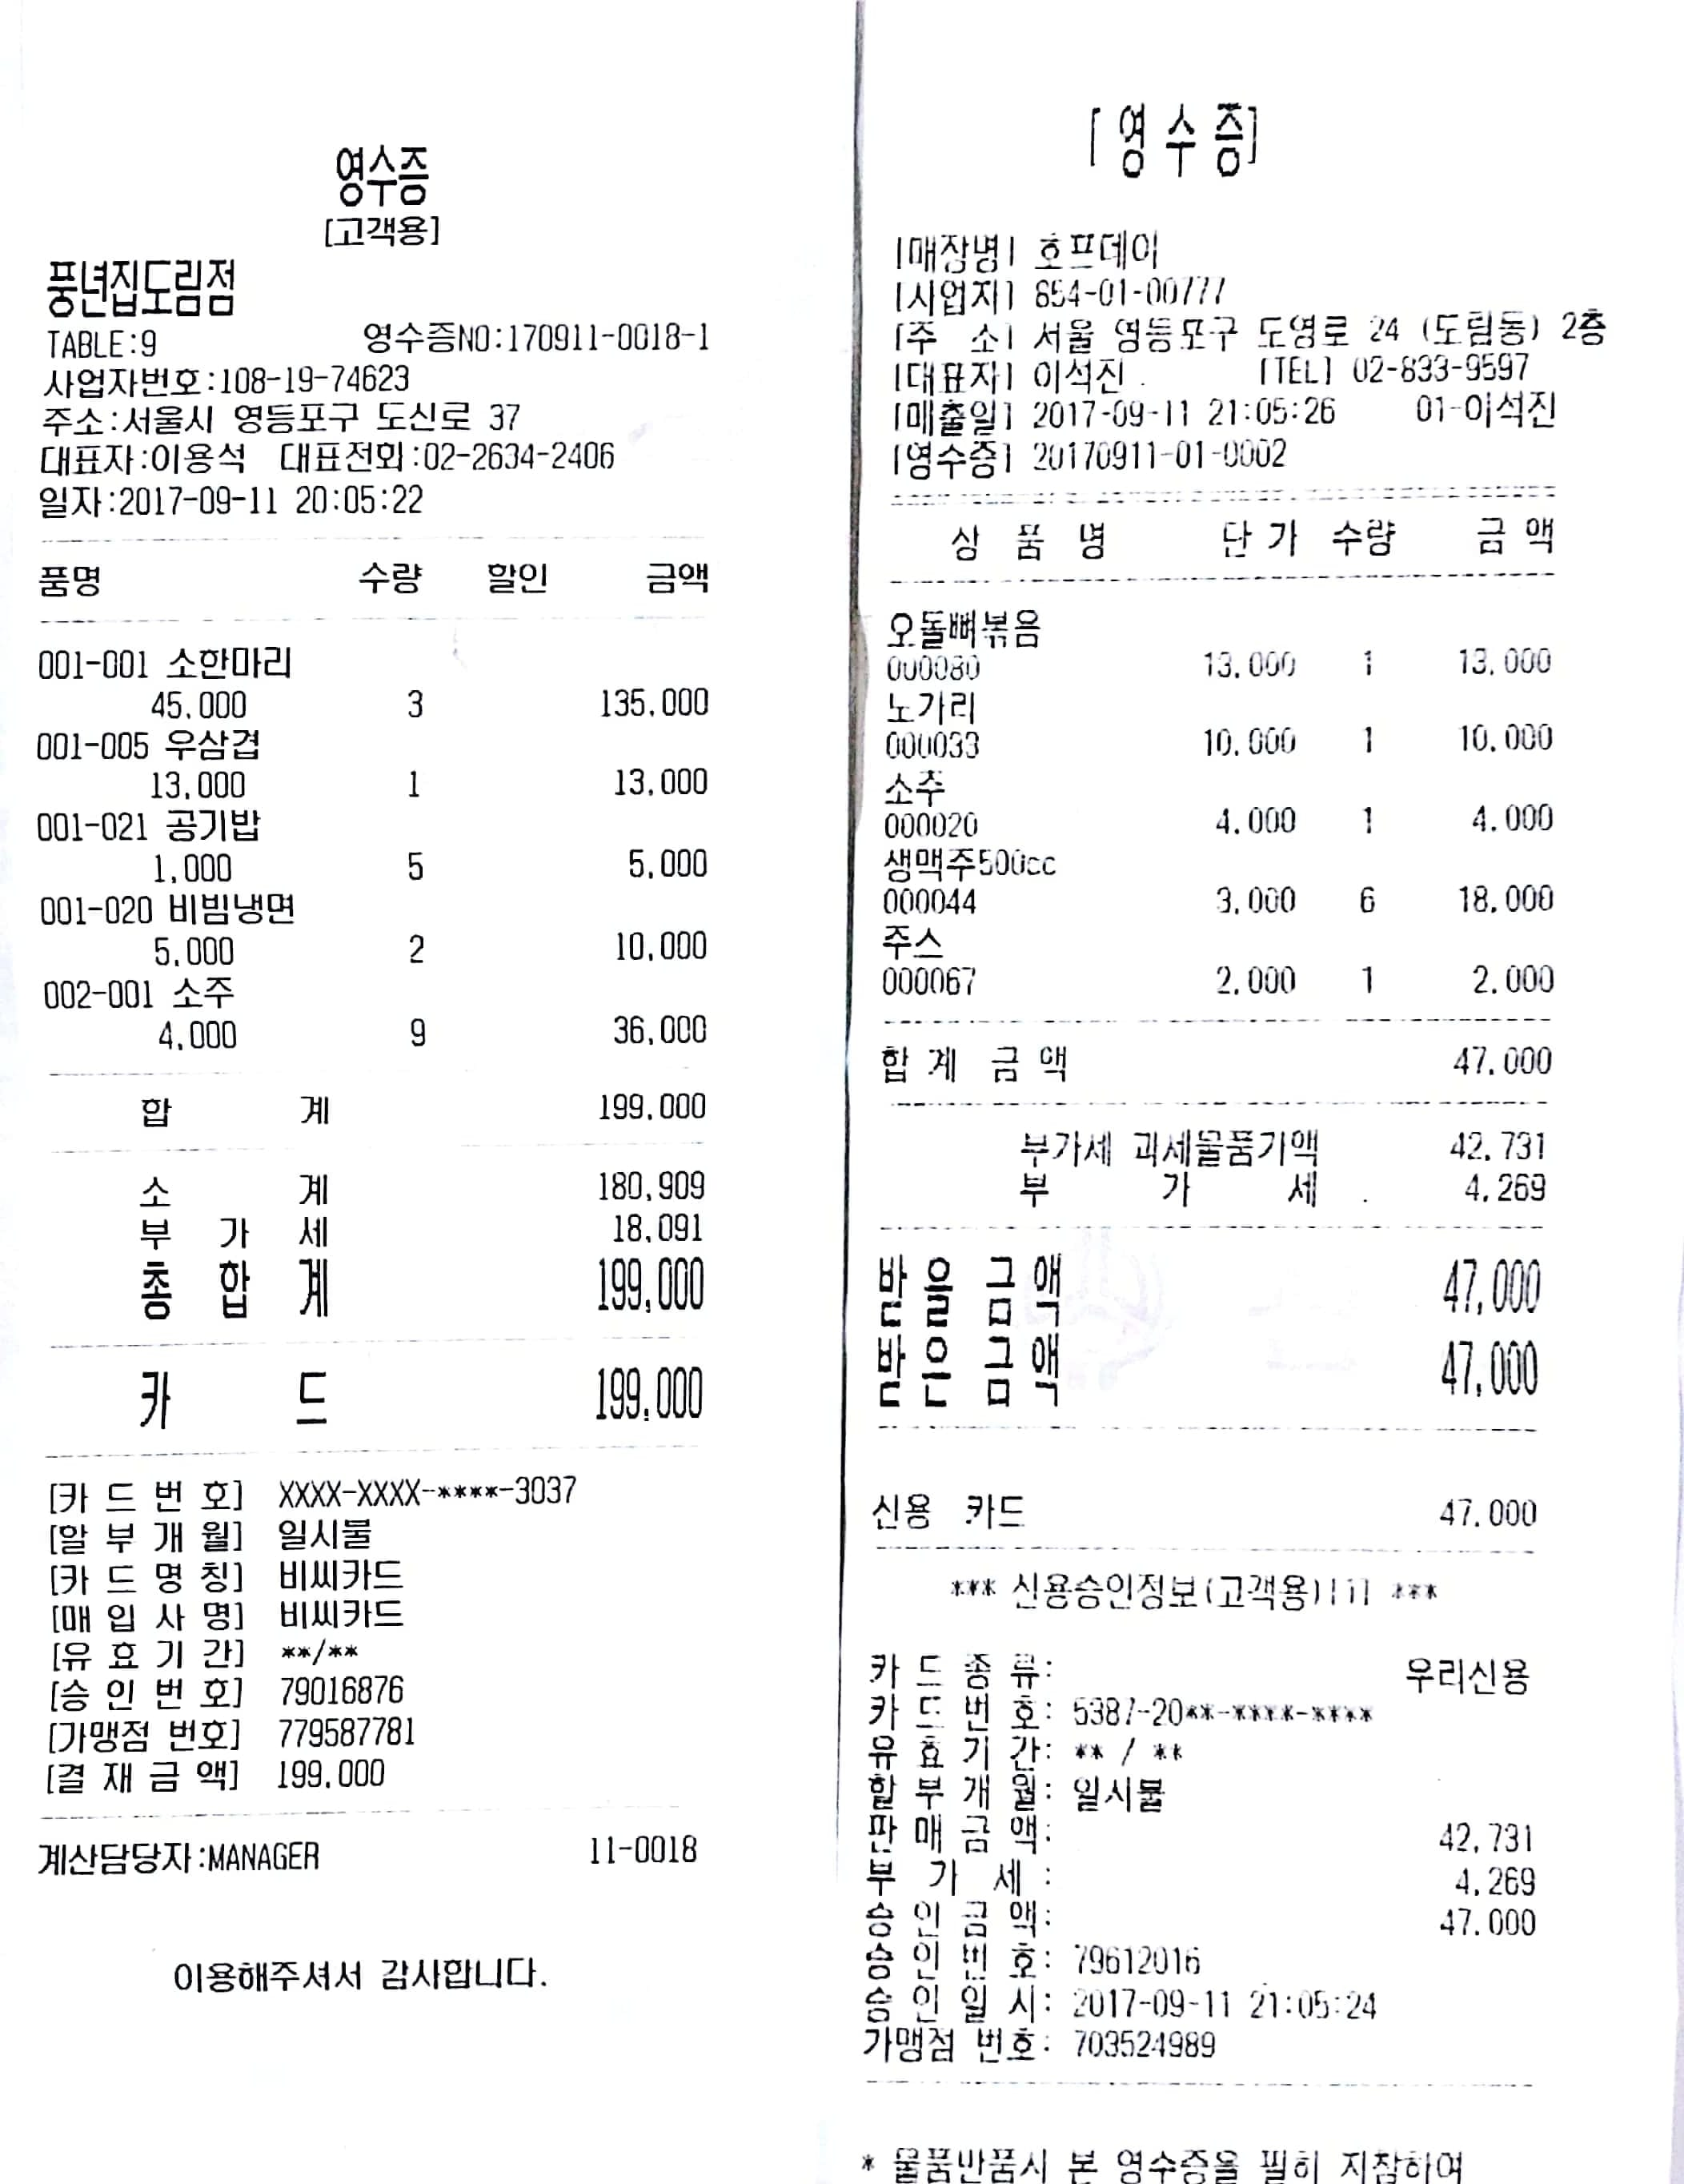 영수증
[고객용]
풍년집도림점
TABLE:9 영수증NO:170911-0018-1
사업자번호:108-19-74623
주소:서울시 영등포구 도신로 37
대표자:이용석 대표전화:02-2634-2406
일자:2017-09-11 20:05:22
품명 수량 할인 금액
001-001 소한마리
45,000 3 135,000
001-005 우삼겹
13,000 1 13,000
001-021 공기밥
1,000 5 5,000
001-020 비빔냉면
5,000 2 10,000
002-001 소주
4,000 9 36,000
합 계 199,000
소 계 180,909
부 가 세 18,091
총 합 계 199,000
카 드 199,000
[카 드 번 호] XXXX-XXXX-****-3037
[할 부 개 월] 일시불
[카 드 명 칭] 비씨카드
[매 입 사 명] 비씨카드
[유 효 기 간] **/**
[승 인 번 호] 79016876
[가맹점 번호] 779587781
[결 재 금 액] 199,000
계산담당자:MANAGER 11-0018
이용해주셔서 감사합니다.
[ 영 수 증]
[매장명] 호프데이
[사업자] 854-01-00777
[주 소] 서울 영등포구 도영로 24 (도림동) 2층
[대표자] 이석진 [TEL] 02-833-9597
[매출일] 2017-09-11 21:05:26 01-이석진
[영수증] 20170911-01-0002
상 품 명 단 가 수량 금 액
오돌뼈볶음
000080 13,000 1 13,000
노가리
000033 10,000 1 10,000
소주
000020 4,000 1 4,000
생맥주500cc
000044 3,000 6 18,000
주스
000067 2,000 1 2,000
합 계 금 액 47,000
부가세 과세물품가액 42,731
부 가 세 4,269
받 을 금 액 47,000
받 은 금 액 47,000
신용 카드 47,000
*** 신용승인정보(고객용)[1] ***
카 드 종 류: 우리신용
카 드 번 호: 5387-20**-****-****
유 효 기 간: ** / **
할 부 개 월: 일시불
판 매 금 액: 42,731
부 가 세 : 4,269
승 인 금 액: 47,000
승 인 번 호: 79612016
승 인 일 시: 2017-09-11 21:05:24
가맹점 번호: 703524989
* 물품반품시 본 영수증을 필히 지참하여